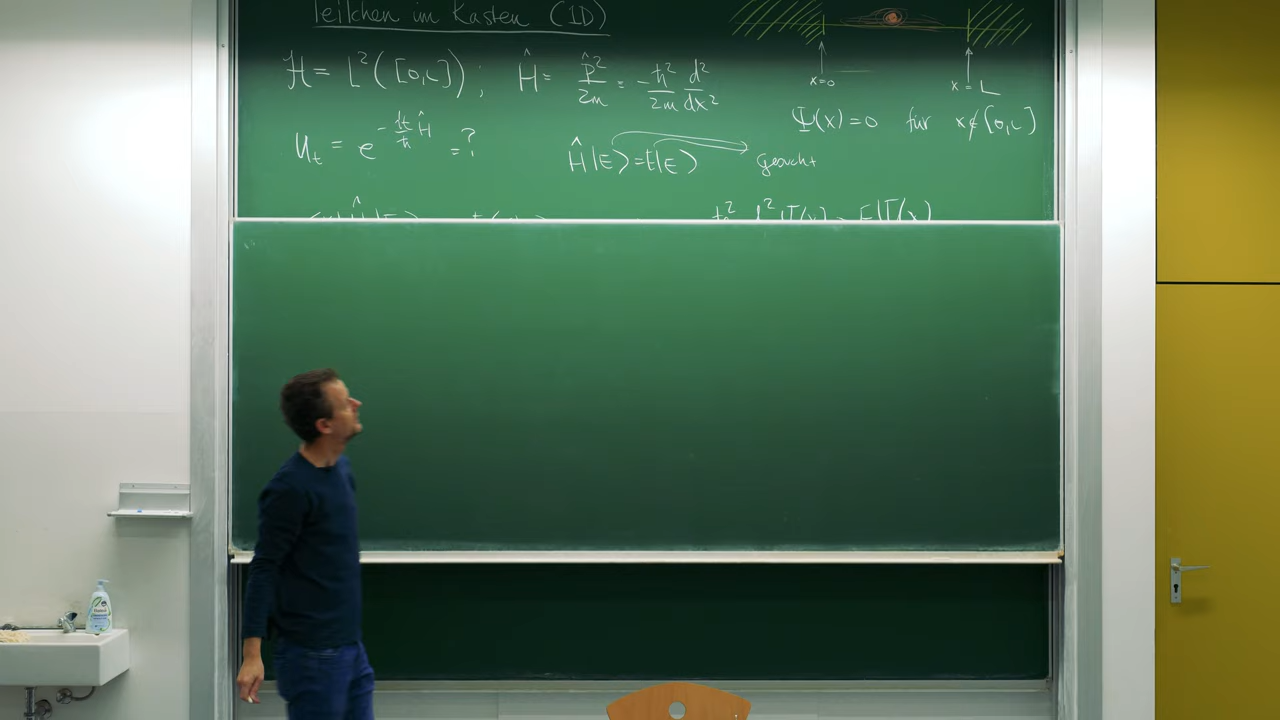 Teilchen im Kasten (1D)
x=0
x=L
ℋ = L²([0,L]) ; Ĥ = P̂²/2m = -ħ²/2m d²/dx²
Ψ(x)=0 für x∉[0,L]
U_t = e^{-it/ħ Ĥ} = ?
Ĥ|E⟩=E|E⟩
gesucht